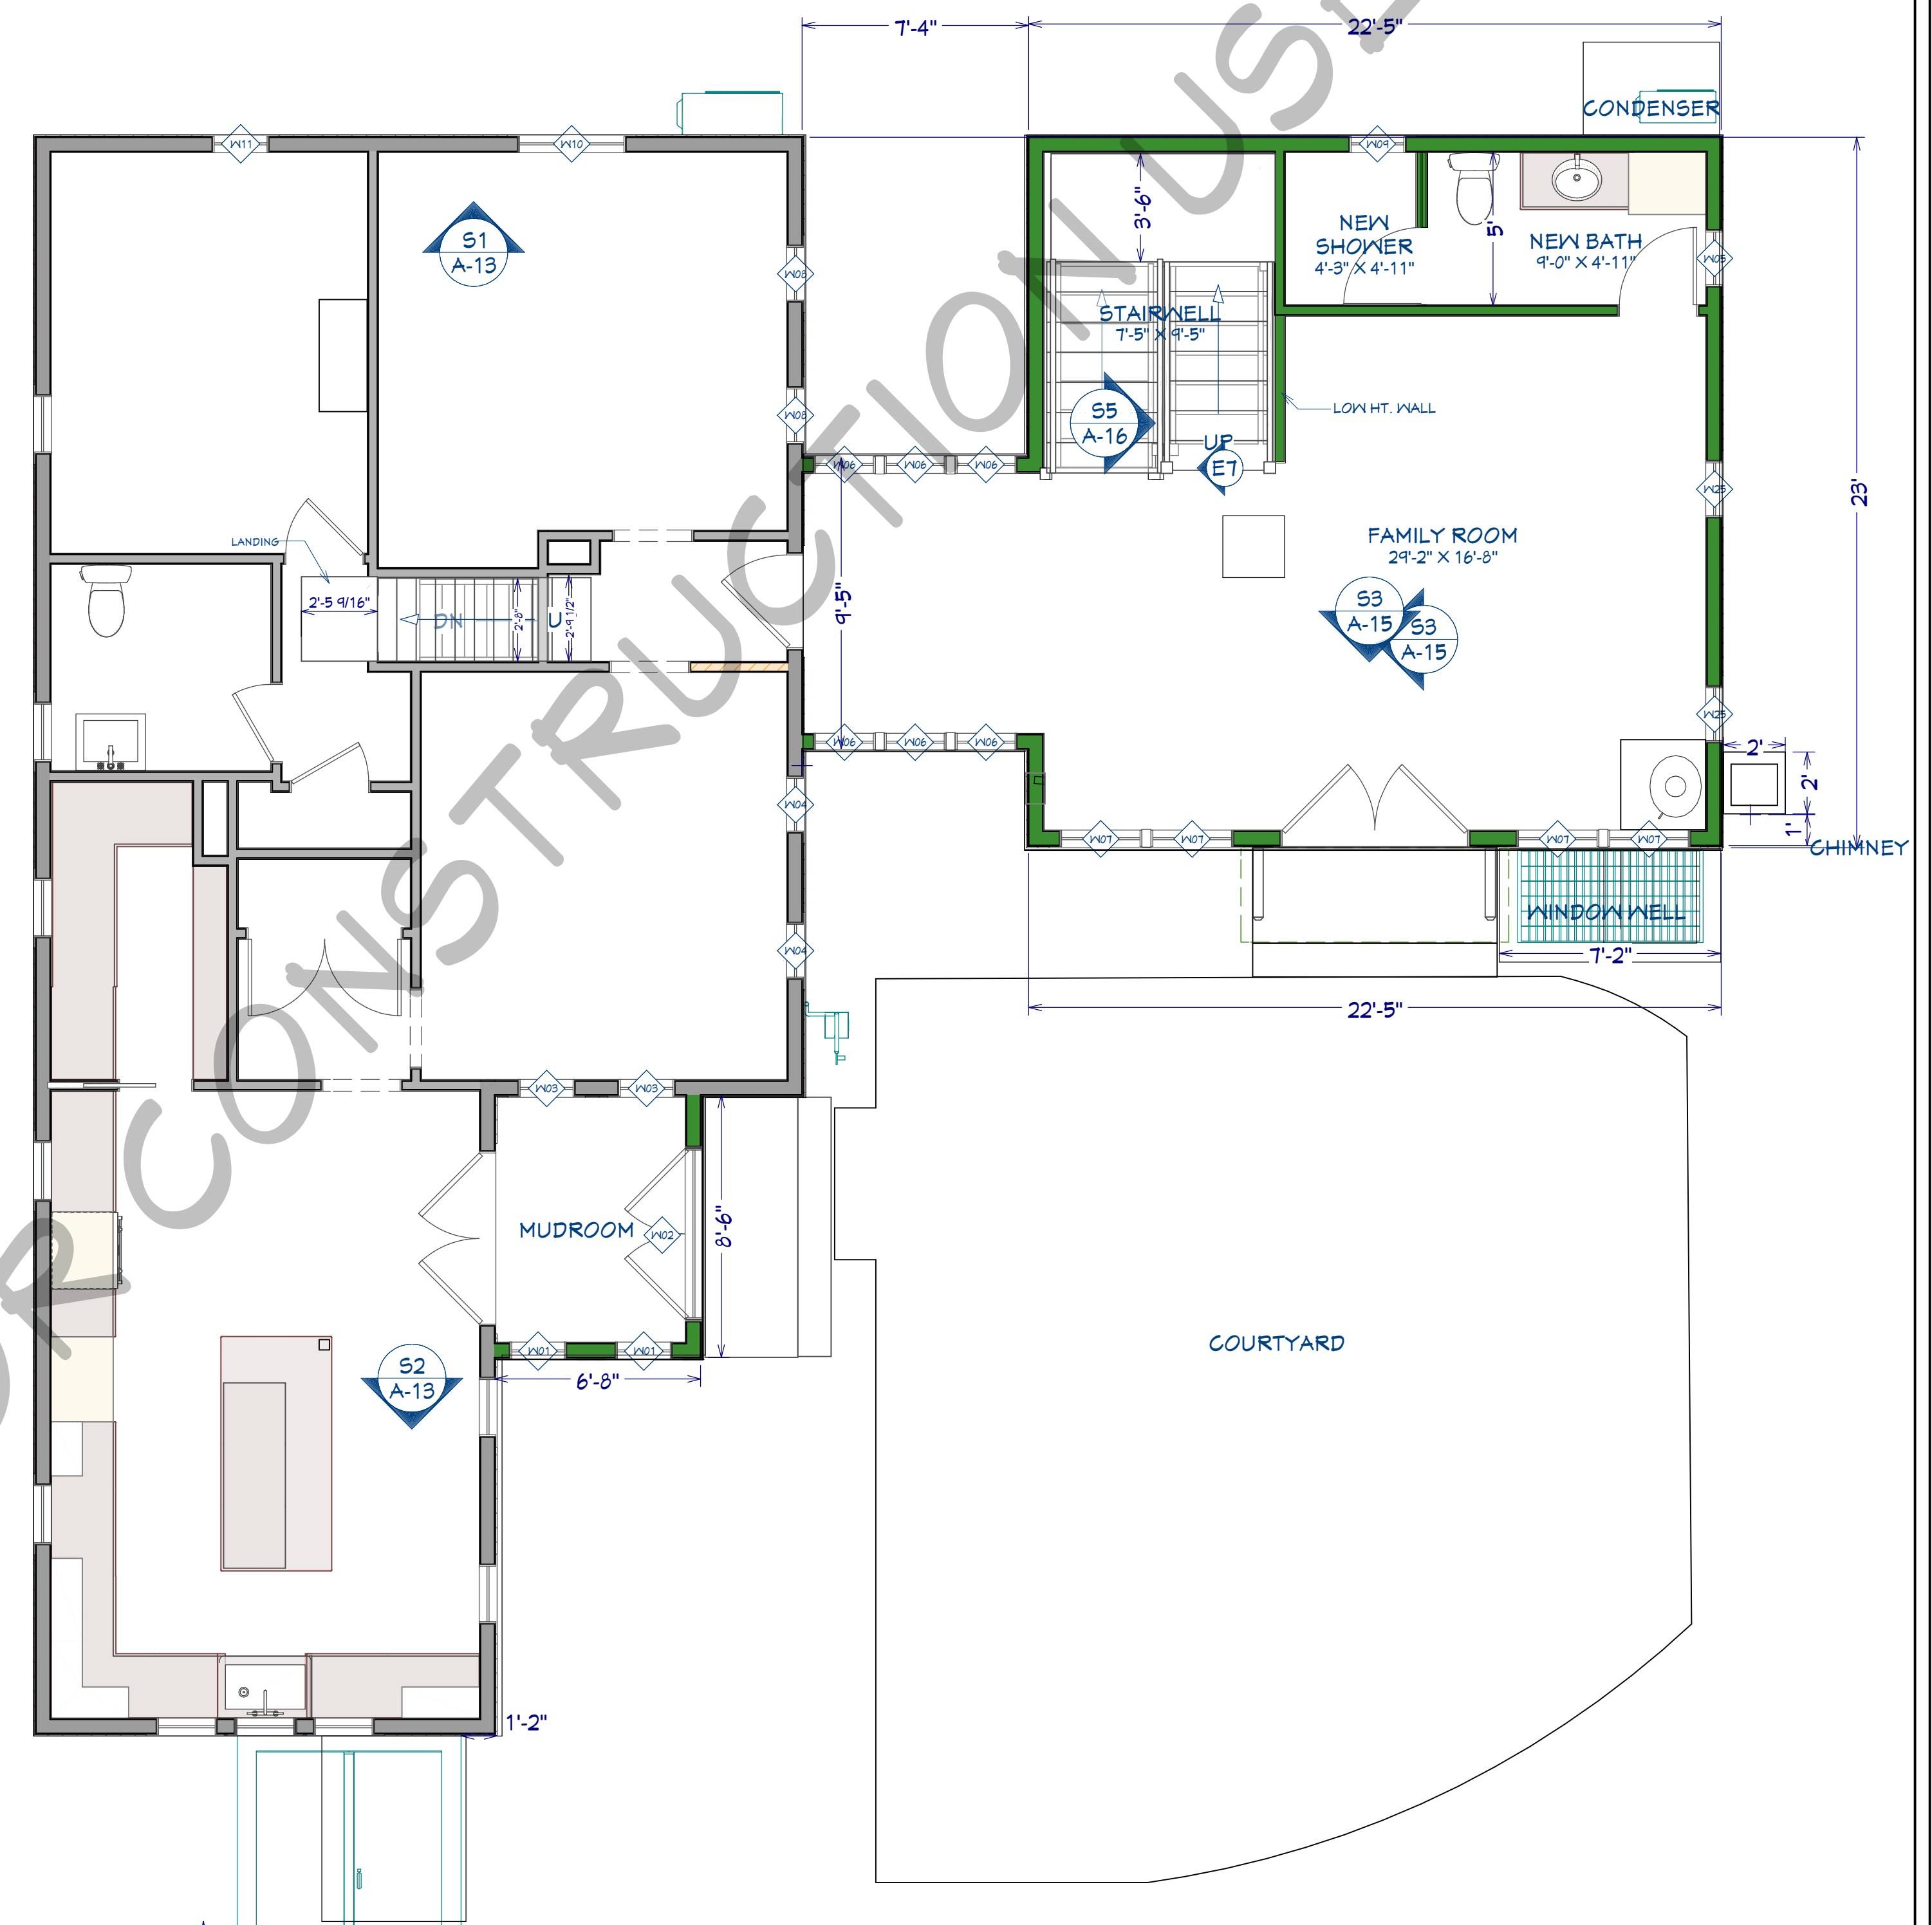 7'-4"
22'-5"
CONDENSER
W11
W10
W09
3'-6"
5'
NEW
SHOWER
4'-3" X 4'-11"
NEW BATH
9'-0" X 4'-11"
S1
A-13
W08
W05
STAIRWELL
7'-5" X 9'-5"
W08
S5
A-16
LOW HT. WALL
UP
E7
W06
W06
W06
W25
23'
LANDING
FAMILY ROOM
29'-2" X 16'-8"
2'-5 9/16"
DN
2'-8"
U
2'-9 1/2"
9'-5"
S3
A-15
S3
A-15
W25
W06
W06
W06
2'
2'
1'
W04
W07
W07
W07
W07
CHIMNEY
WINDOW WELL
7'-2"
W04
22'-5"
W03
W03
MUDROOM
W02
8'-6"
W01
W01
6'-8"
COURTYARD
S2
A-13
1'-2"
OR CONSTRUCTION USE